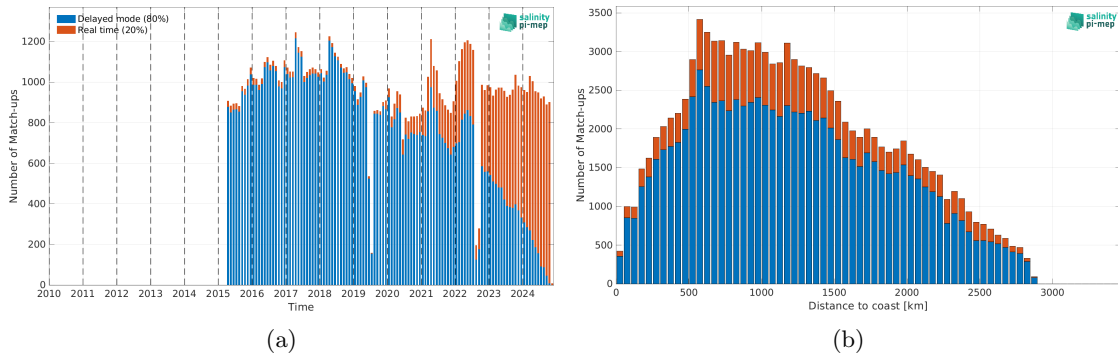 Delayed mode (80%)
Real time (20%)
salinity
pi-mep
Number of Match-ups
1200
1000
800
600
400
200
0
2010 2011 2012 2013 2014 2015 2016 2017 2018 2019 2020 2021 2022 2023 2024
Time
(a)
salinity
pi-mep
Number of Match-ups
3500
3000
2500
2000
1500
1000
500
0
0 500 1000 1500 2000 2500 3000
Distance to coast [km]
(b)